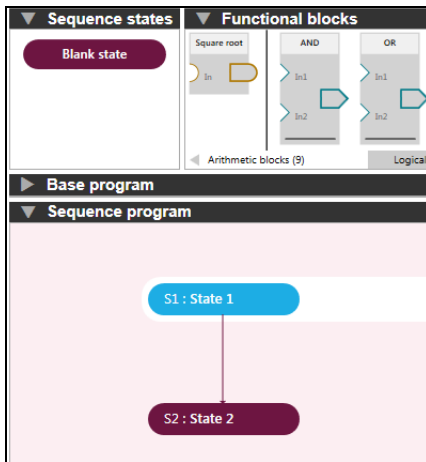 Sequence states
Blank state
Functional blocks
Square root
In
AND
In1
In2
OR
In1
In2
Arithmetic blocks (9)
Logical
Base program
Sequence program
S1 : State 1
S2 : State 2